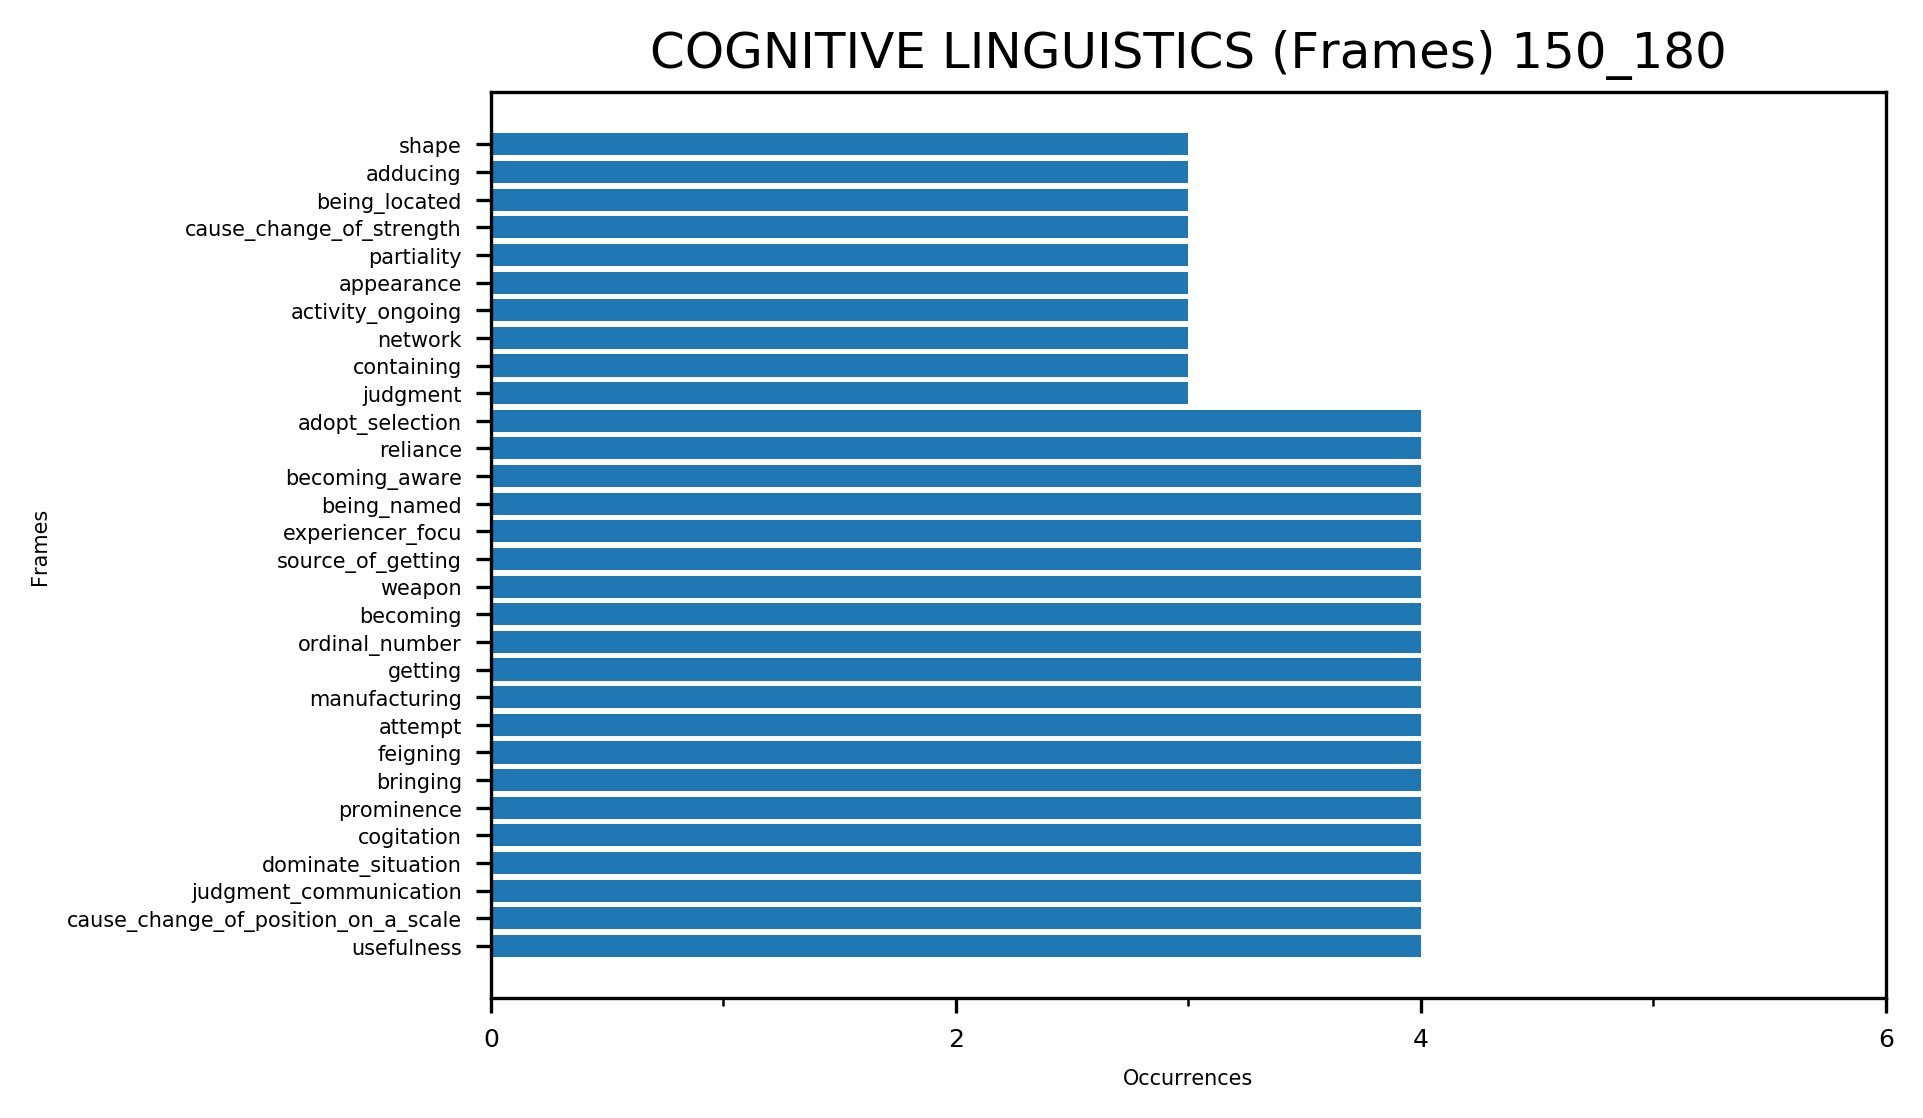 COGNITIVE LINGUISTICS (Frames) 150_180
shape
adducing
being_located
cause_change_of_strength
partiality
appearance
activity_ongoing
network
containing
judgment
adopt_selection
reliance
becoming_aware
being_named
experiencer_focu
source_of_getting
weapon
becoming
ordinal_number
getting
manufacturing
attempt
feigning
bringing
prominence
cogitation
dominate_situation
judgment_communication
cause_change_of_position_on_a_scale
usefulness
Frames
0 2 4 6
Occurrences